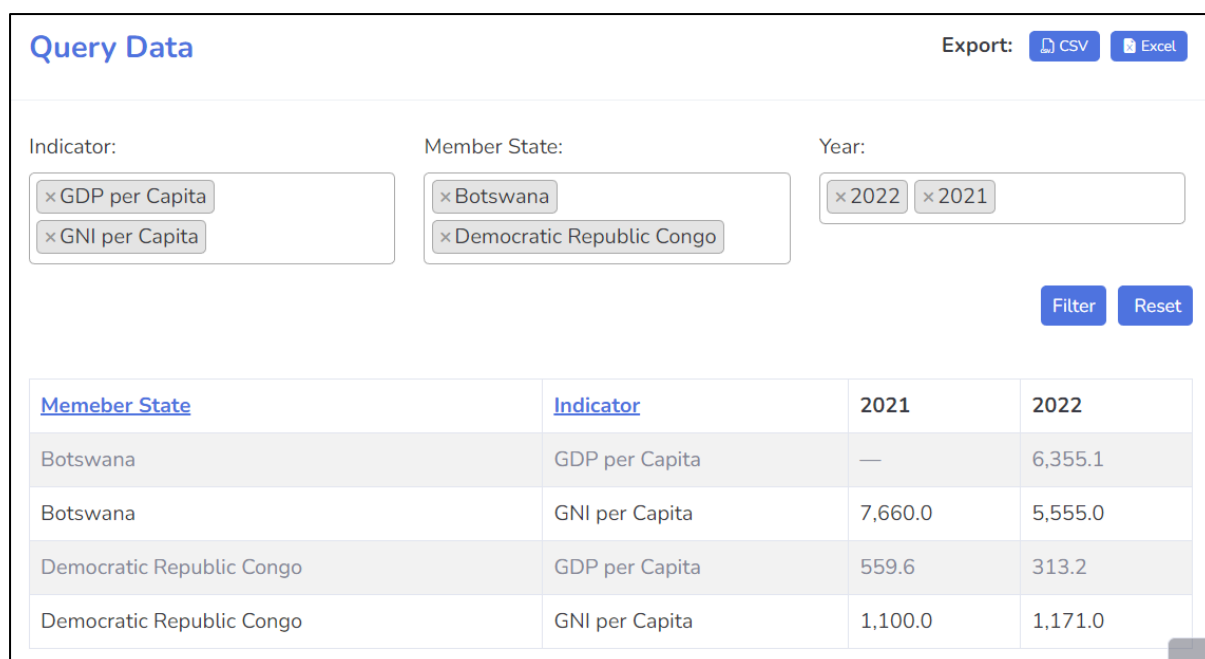 Query Data
Export: CSV Excel
Indicator: Member State: Year:
×GDP per Capita ×Botswana ×2022 ×2021
×GNI per Capita ×Democratic Republic Congo
Filter Reset
Memeber State Indicator 2021 2022
Botswana GDP per Capita — 6,355.1
Botswana GNI per Capita 7,660.0 5,555.0
Democratic Republic Congo GDP per Capita 559.6 313.2
Democratic Republic Congo GNI per Capita 1,100.0 1,171.0